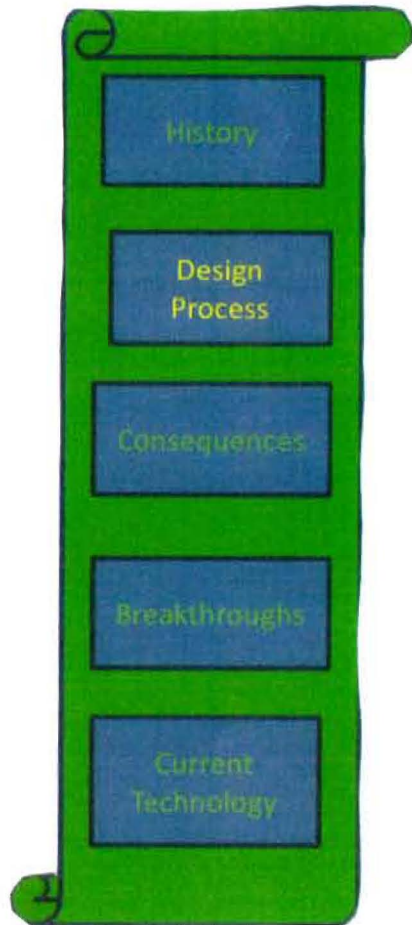 History
Design
Process
Consequences
Breakthroughs
Current
Technology